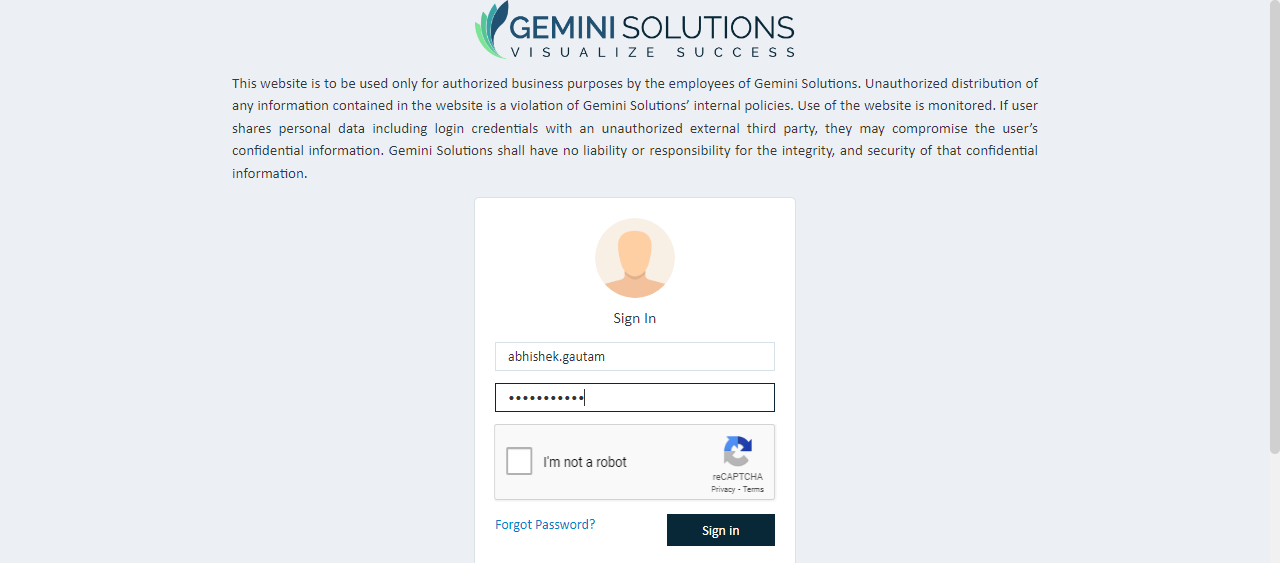 GEMINI SOLUTIONS
VISUALIZE SUCCESS
This website is to be used only for authorized business purposes by the employees of Gemini Solutions. Unauthorized distribution of
any information contained in the website is a violation of Gemini Solutions’ internal policies. Use of the website is monitored. If user
shares personal data including login credentials with an unauthorized external third party, they may compromise the user’s
confidential information. Gemini Solutions shall have no liability or responsibility for the integrity, and security of that confidential
information.
Sign In
abhishek.gautam
•••••••••••
I'm not a robot
reCAPTCHA
Privacy - Terms
Forgot Password?
Sign in